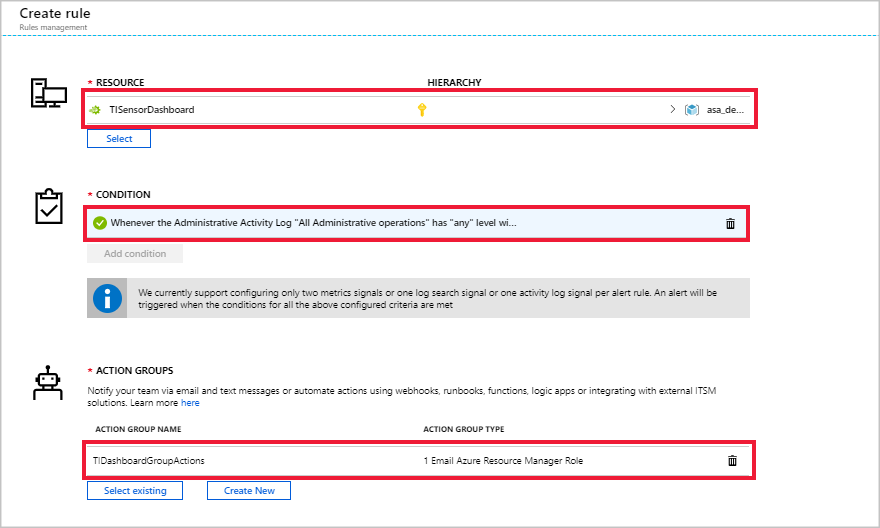 Create rule
Rules management
* RESOURCE HIERARCHY
TISensorDashboard > asa_de...
Select
* CONDITION
Whenever the Administrative Activity Log "All Administrative operations" has "any" level wi...
Add condition
We currently support configuring only two metrics signals or one log search signal or one activity log signal per alert rule. An alert will be
triggered when the conditions for all the above configured criteria are met
* ACTION GROUPS
Notify your team via email and text messages or automate actions using webhooks, runbooks, functions, logic apps or integrating with external ITSM
solutions. Learn more here
ACTION GROUP NAME ACTION GROUP TYPE
TIDashboardGroupActions 1 Email Azure Resource Manager Role
Select existing Create New